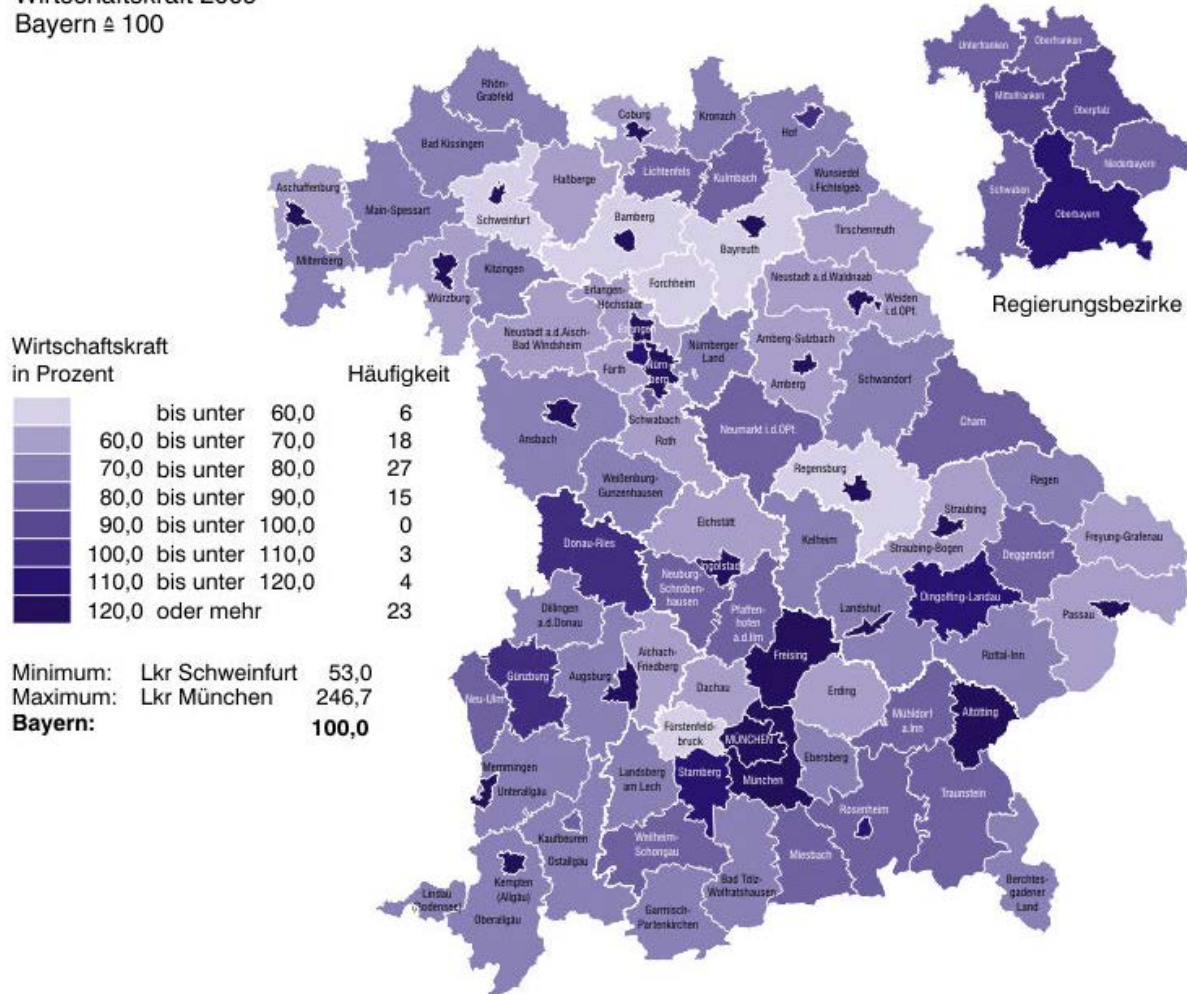 Bayern ≙ 100
Unterfranken
Oberfranken
Mittelfranken
Oberpfalz
Niederbayern
Schwaben
Oberbayern
Regierungsbezirke
Wirtschaftskraft
in Prozent
Häufigkeit
bis unter 60,0 6
60,0 bis unter 70,0 18
70,0 bis unter 80,0 27
80,0 bis unter 90,0 15
90,0 bis unter 100,0 0
100,0 bis unter 110,0 3
110,0 bis unter 120,0 4
120,0 oder mehr 23
Minimum: Lkr Schweinfurt 53,0
Maximum: Lkr München 246,7
Bayern: 100,0
Rhön-
Grabfeld
Coburg
Kronach
Hof
Bad Kissingen
Lichtenfels
Kulmbach
Wunsiedel
i.Fichtelgeb.
Aschaffenburg
Haßberge
Main-Spessart
Schweinfurt
Bamberg
Bayreuth
Tirschenreuth
Miltenberg
Würzburg
Kitzingen
Forchheim
Neustadt a.d.Waldnaab
Erlangen-
Höchstadt
Weiden
i.d.OPf.
Erlangen
Neustadt a.d.Aisch-
Bad Windsheim
Fürth
Nürn-
berg
Nürnberger
Land
Amberg-Sulzbach
Amberg
Schwandorf
Ansbach
Schwabach
Roth
Neumarkt i.d.OPf.
Cham
Weißenburg-
Gunzenhausen
Regensburg
Regen
Straubing
Straubing-Bogen
Freyung-Grafenau
Eichstätt
Kelheim
Deggendorf
Donau-Ries
Ingolstadt
Neuburg-
Schrobenhausen
Pfaffen-
hofen
a.d.Ilm
Dingolfing-Landau
Landshut
Passau
Dillingen
a.d.Donau
Freising
Rottal-Inn
Günzburg
Augsburg
Aichach-
Friedberg
Dachau
Erding
Neu-Ulm
Mühldorf
a.Inn
Altötting
Fürstenfeld-
bruck
MÜNCHEN
München
Ebersberg
Memmingen
Unterallgäu
Landsberg
am Lech
Starnberg
Rosenheim
Traunstein
Kaufbeuren
Ostallgäu
Weilheim-
Schongau
Miesbach
Bad Tölz-
Wolfratshausen
Berchtes-
gadener
Land
Kempten
(Allgäu)
Oberallgäu
Lindau
(Bodensee)
Garmisch-
Partenkirchen